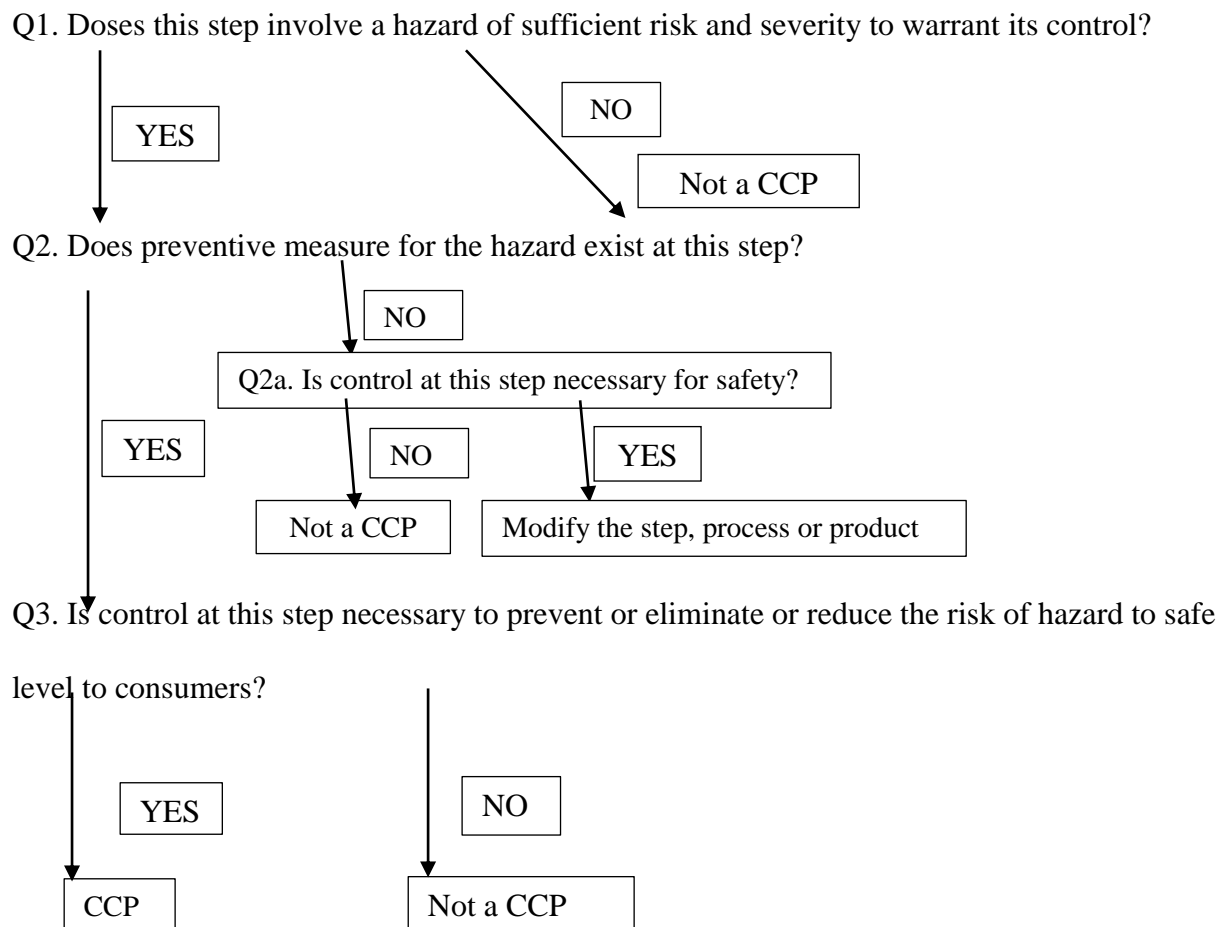 Q1. Doses this step involve a hazard of sufficient risk and severity to warrant its control?
NO
YES
Not a CCP
Q2. Does preventive measure for the hazard exist at this step?
NO
Q2a. Is control at this step necessary for safety?
YES
NO
YES
Not a CCP
Modify the step, process or product
Q3. Is control at this step necessary to prevent or eliminate or reduce the risk of hazard to safe
level to consumers?
YES
NO
CCP
Not a CCP